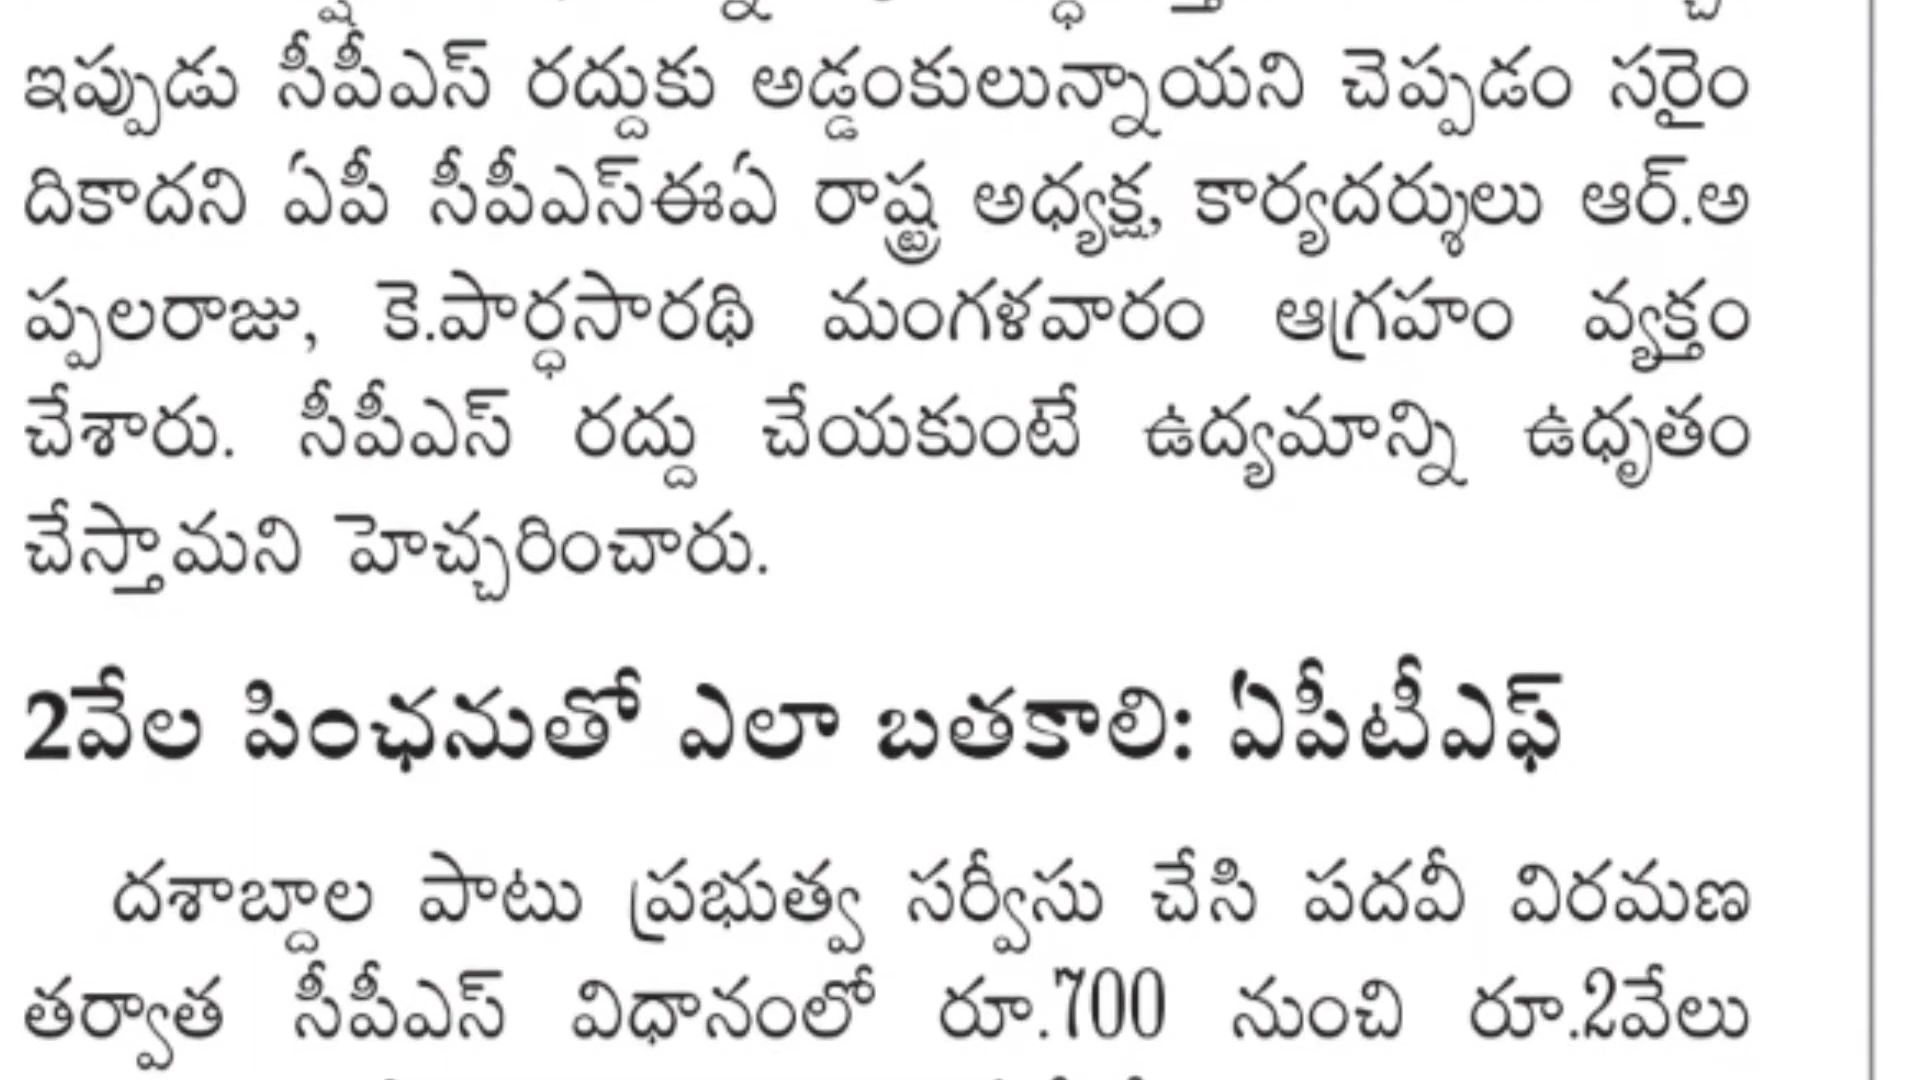 ఇప్పుడు సీపీఎస్ రద్దుకు అడ్డంకులున్నాయని చెప్పడం సరైం
దికాదని ఏపీ సీపీఎస్ఈఏ రాష్ట్ర అధ్యక్ష, కార్యదర్శులు ఆర్.అ
ప్పలరాజు, కె.పార్ధసారథి మంగళవారం ఆగ్రహం వ్యక్తం
చేశారు. సీపీఎస్ రద్దు చేయకుంటే ఉద్యమాన్ని ఉధృతం
చేస్తామని హెచ్చరించారు.
2వేల పింఛనుతో ఎలా బతకాలి: ఏపీటీఎఫ్
దశాబ్దాల పాటు ప్రభుత్వ సర్వీసు చేసి పదవీ విరమణ
తర్వాత సీపీఎస్ విధానంలో రూ.700 నుంచి రూ.2వేలు